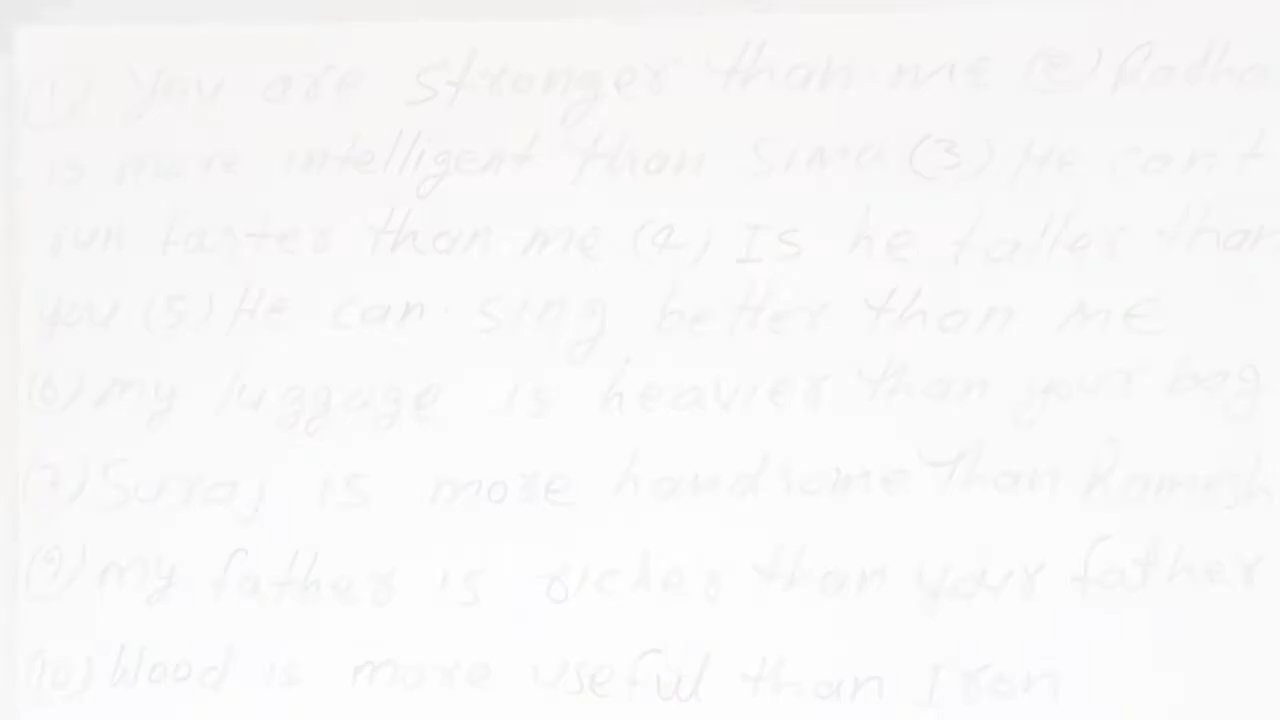 (1) You are stronger than me (2) Radha
is more intelligent than Sima (3) He can't
run faster than me (4) Is he taller than
you (5) He can sing better than me
(6) my luggage is heavier than your bag
(7) Suraj is more handsome than Ramesh
(9) my father is richer than your father
(10) Wood is more useful than Iron